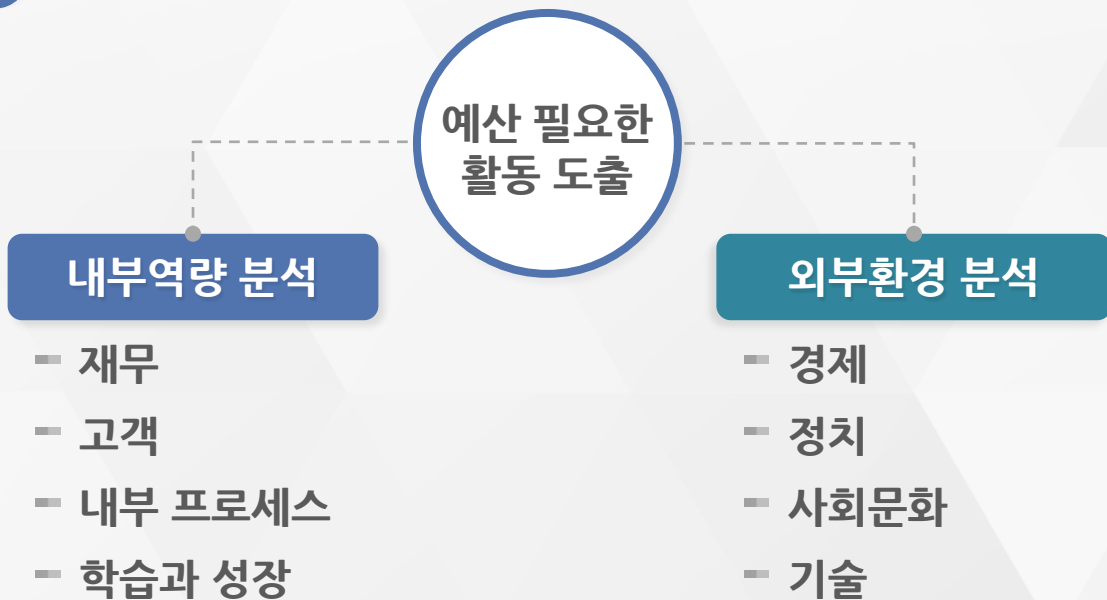 예산 필요한
활동 도출
내부역량 분석
재무
고객
내부 프로세스
학습과 성장
외부환경 분석
경제
정치
사회문화
기술